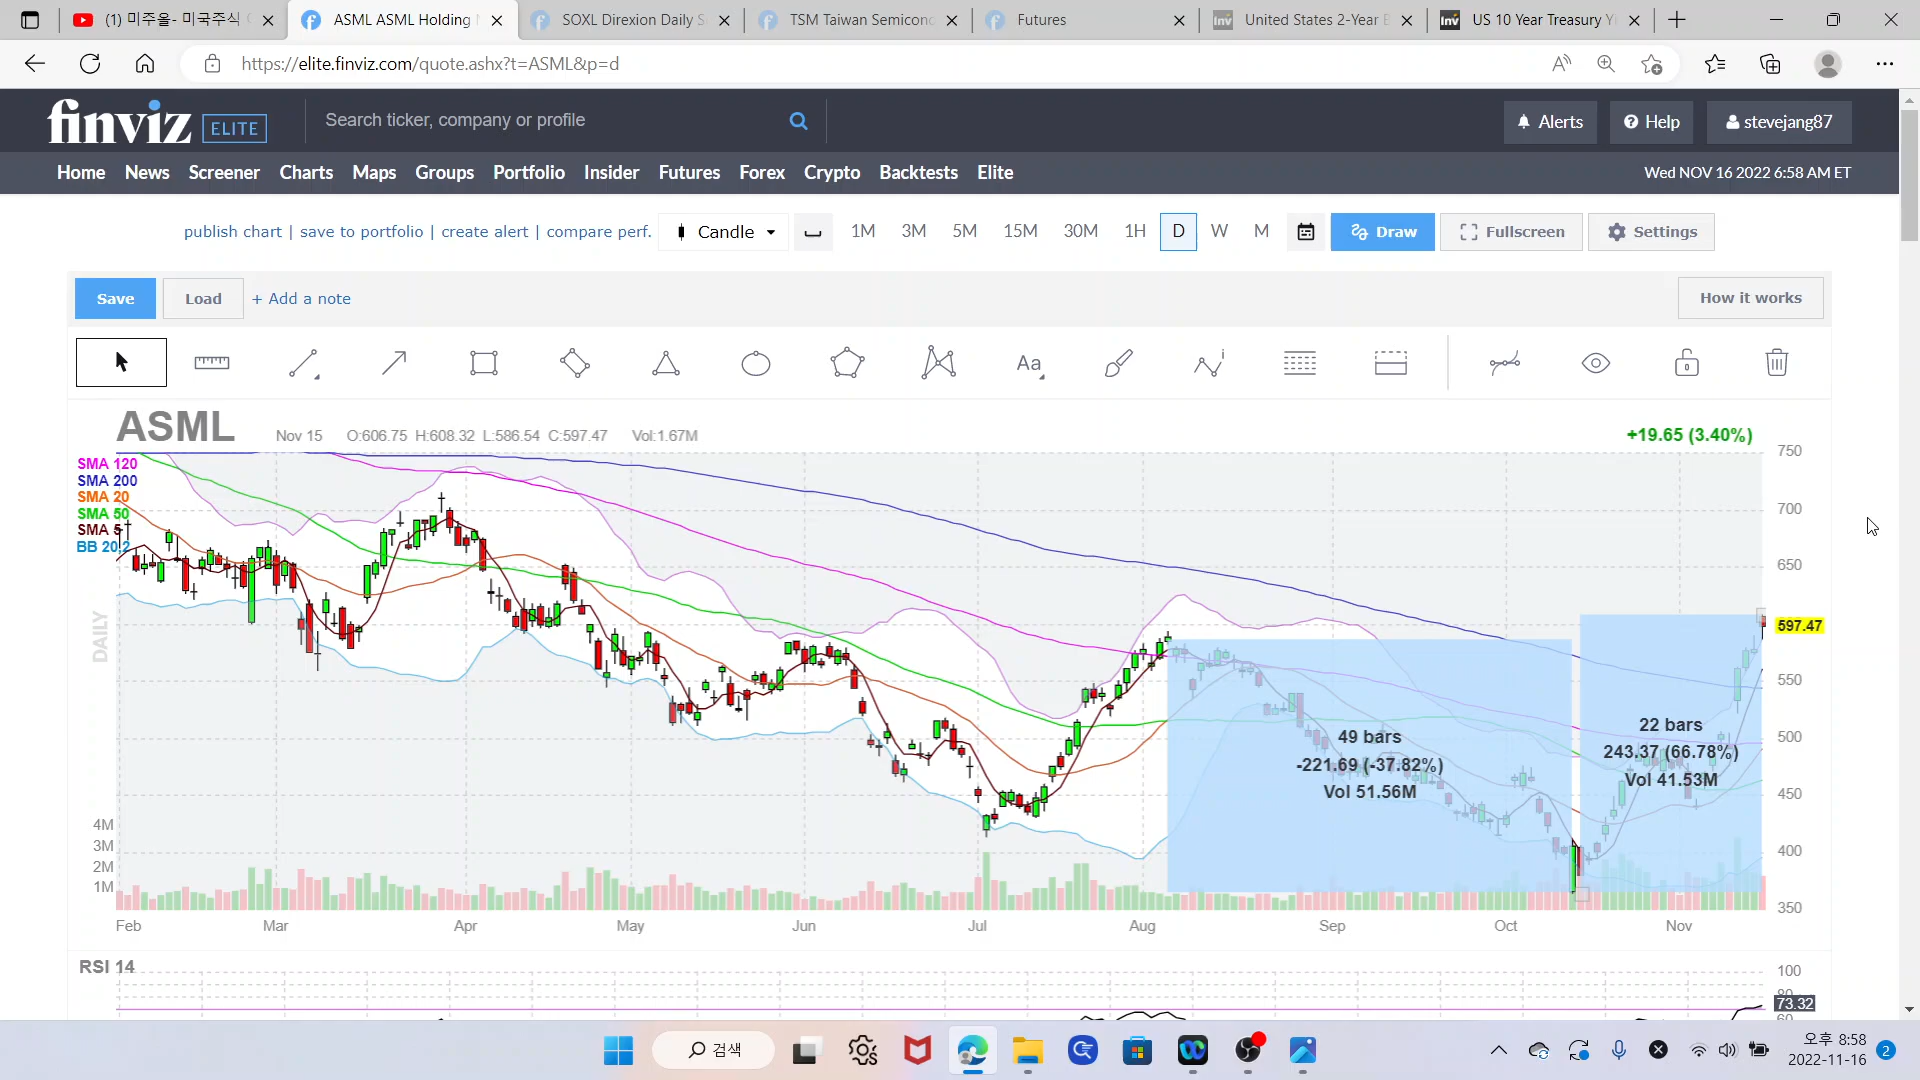 (1) 미주올- 미국주식
ASML ASML Holding
SOXL Direxion Daily S
TSM Taiwan Semicond
Futures
United States 2-Year B
US 10 Year Treasury Yi
https://elite.finviz.com/quote.ashx?t=ASML&p=d
finviz ELITE
Search ticker, company or profile
Alerts
Help
stevejang87
Home News Screener Charts Maps Groups Portfolio Insider Futures Forex Crypto Backtests Elite
Wed NOV 16 2022 6:58 AM ET
publish chart | save to portfolio | create alert | compare perf.
Candle
1M 3M 5M 15M 30M 1H D W M
Draw
Fullscreen
Settings
Save
Load
+ Add a note
How it works
Aa
ASML
Nov 15 O:606.75 H:608.32 L:586.54 C:597.47 Vol:1.67M
+19.65 (3.40%)
SMA 120
SMA 200
SMA 20
SMA 50
SMA 5
BB 20,2
DAILY
750
700
650
597.47
550
500
450
400
350
49 bars
-221.69 (-37.82%)
Vol 51.56M
22 bars
243.37 (66.78%)
Vol 41.53M
4M
3M
2M
1M
Feb Mar Apr May Jun Jul Aug Sep Oct Nov
RSI 14
100
80
73.32
60
검색
오후 8:58
2022-11-16
2